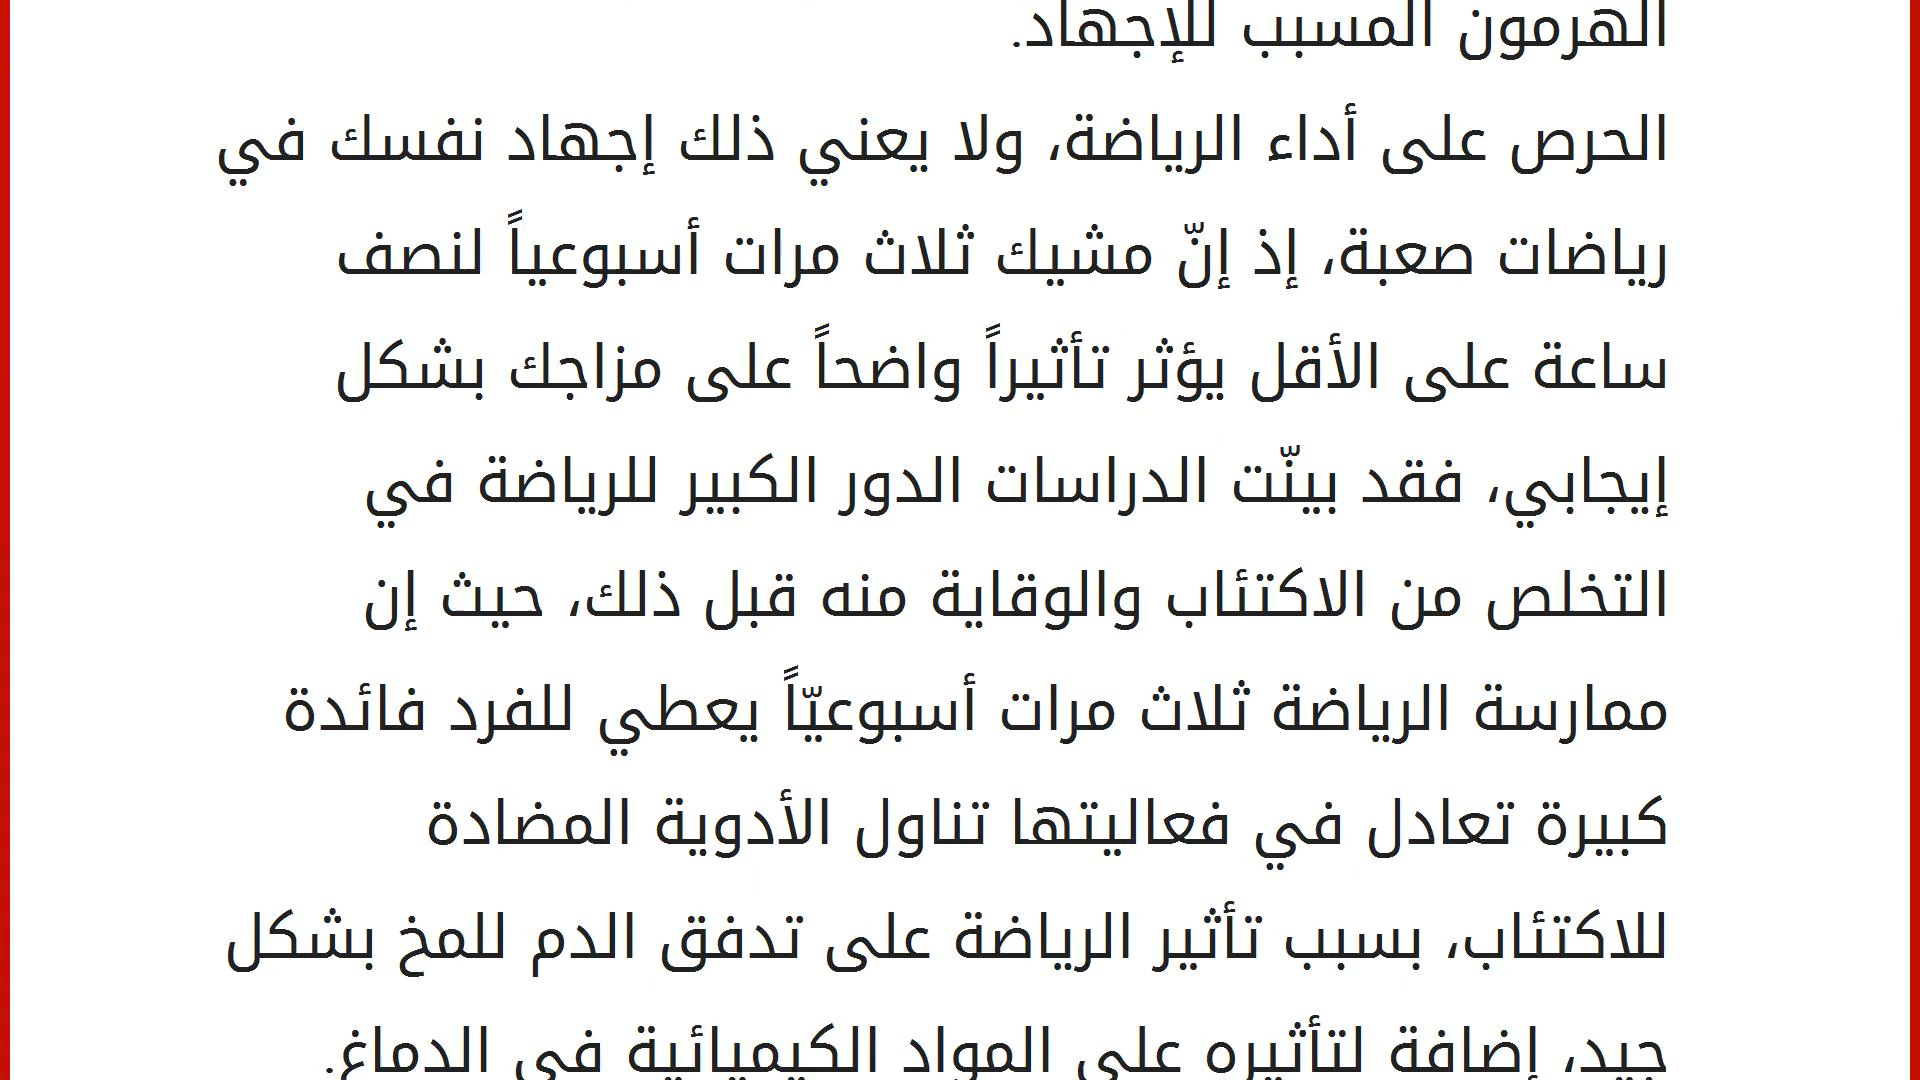 الهرمون المسبب للإجهاد.
الحرص على أداء الرياضة، ولا يعني ذلك إجهاد نفسك في
رياضات صعبة، إذ إنّ مشيك ثلاث مرات أسبوعياً لنصف
ساعة على الأقل يؤثر تأثيراً واضحاً على مزاجك بشكل
إيجابي، فقد بينّت الدراسات الدور الكبير للرياضة في
التخلص من الاكتئاب والوقاية منه قبل ذلك، حيث إن
ممارسة الرياضة ثلاث مرات أسبوعيّاً يعطي للفرد فائدة
كبيرة تعادل في فعاليتها تناول الأدوية المضادة
للاكتئاب، بسبب تأثير الرياضة على تدفق الدم للمخ بشكل
جيد، إضافة لتأثيره على المواد الكيميائية في الدماغ.